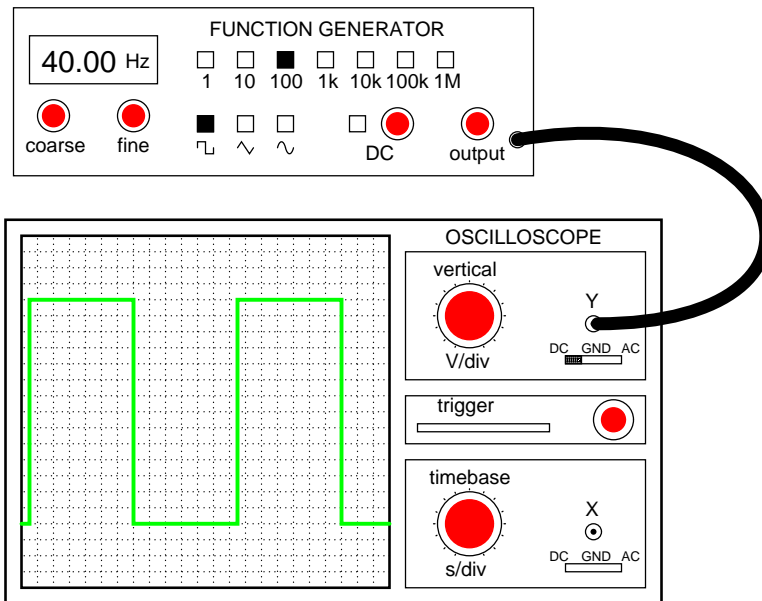 FUNCTION GENERATOR
40.00 Hz
1 10 100 1k 10k 100k 1M
coarse fine DC output
OSCILLOSCOPE
vertical
Y
DC GND AC
V/div
trigger
timebase
X
DC GND AC
s/div